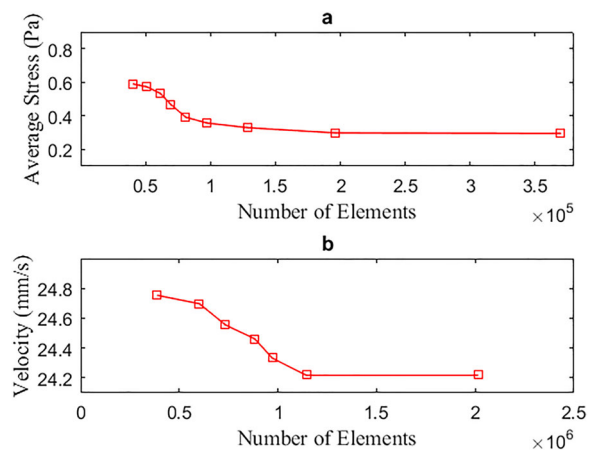 a
Average Stress (Pa)
0.8
0.6
0.4
0.2
0.5 1 1.5 2 2.5 3 3.5
Number of Elements
×10^5
b
Velocity (mm/s)
24.8
24.6
24.4
24.2
0 0.5 1 1.5 2 2.5
Number of Elements
×10^6